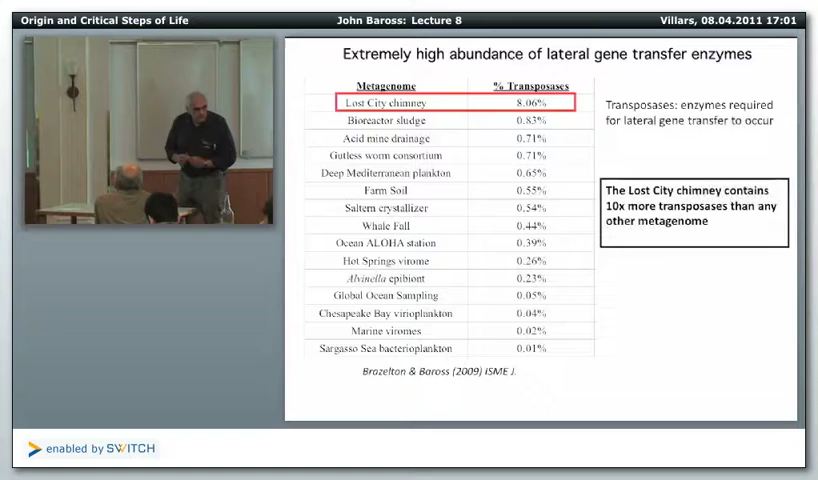 Origin and Critical Steps of Life
John Baross: Lecture 8
Villars, 08.04.2011 17:01
Extremely high abundance of lateral gene transfer enzymes
Metagenome % Transposases
Lost City chimney 8.06%
Bioreactor sludge 0.83%
Acid mine drainage 0.71%
Gutless worm consortium 0.71%
Deep Mediterranean plankton 0.65%
Farm Soil 0.55%
Saltern crystallizer 0.54%
Whale Fall 0.44%
Ocean ALOHA station 0.39%
Hot Springs virome 0.26%
Alvinella epibiont 0.23%
Global Ocean Sampling 0.05%
Chesapeake Bay virioplankton 0.04%
Marine viromes 0.02%
Sargasso Sea bacterioplankton 0.01%
Brazelton & Baross (2009) ISME J.
Transposases: enzymes required
for lateral gene transfer to occur
The Lost City chimney contains
10x more transposases than any
other metagenome
enabled by SWITCH